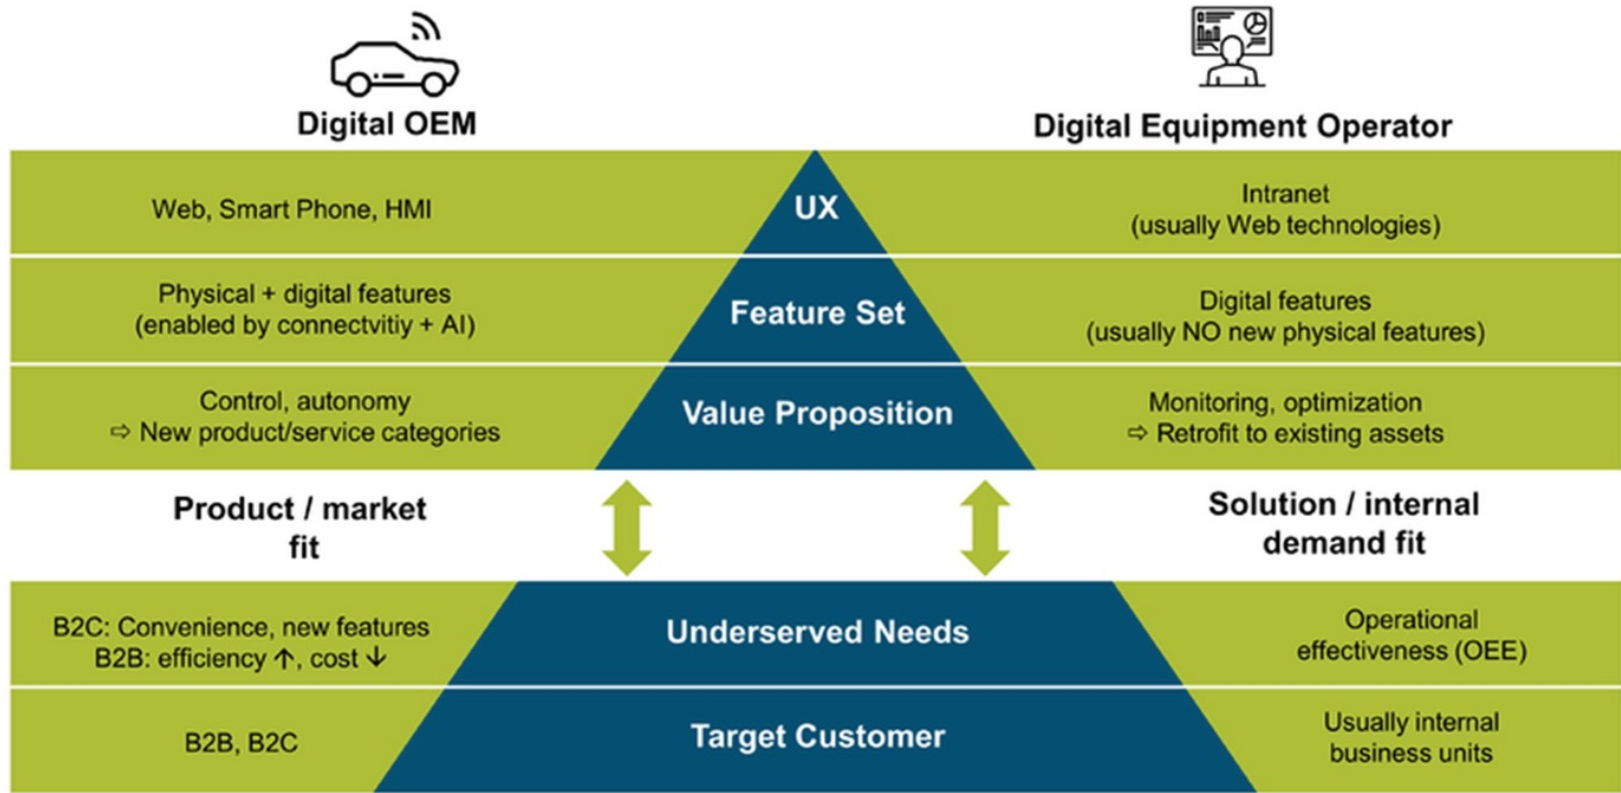 Digital OEM
Digital Equipment Operator
Web, Smart Phone, HMI
UX
Intranet
(usually Web technologies)
Physical + digital features
(enabled by connectvitiy + AI)
Feature Set
Digital features
(usually NO new physical features)
Control, autonomy
⇨ New product/service categories
Value Proposition
Monitoring, optimization
⇨ Retrofit to existing assets
Product / market
fit
Solution / internal
demand fit
B2C: Convenience, new features
B2B: efficiency ↑, cost ↓
Underserved Needs
Operational
effectiveness (OEE)
B2B, B2C
Target Customer
Usually internal
business units